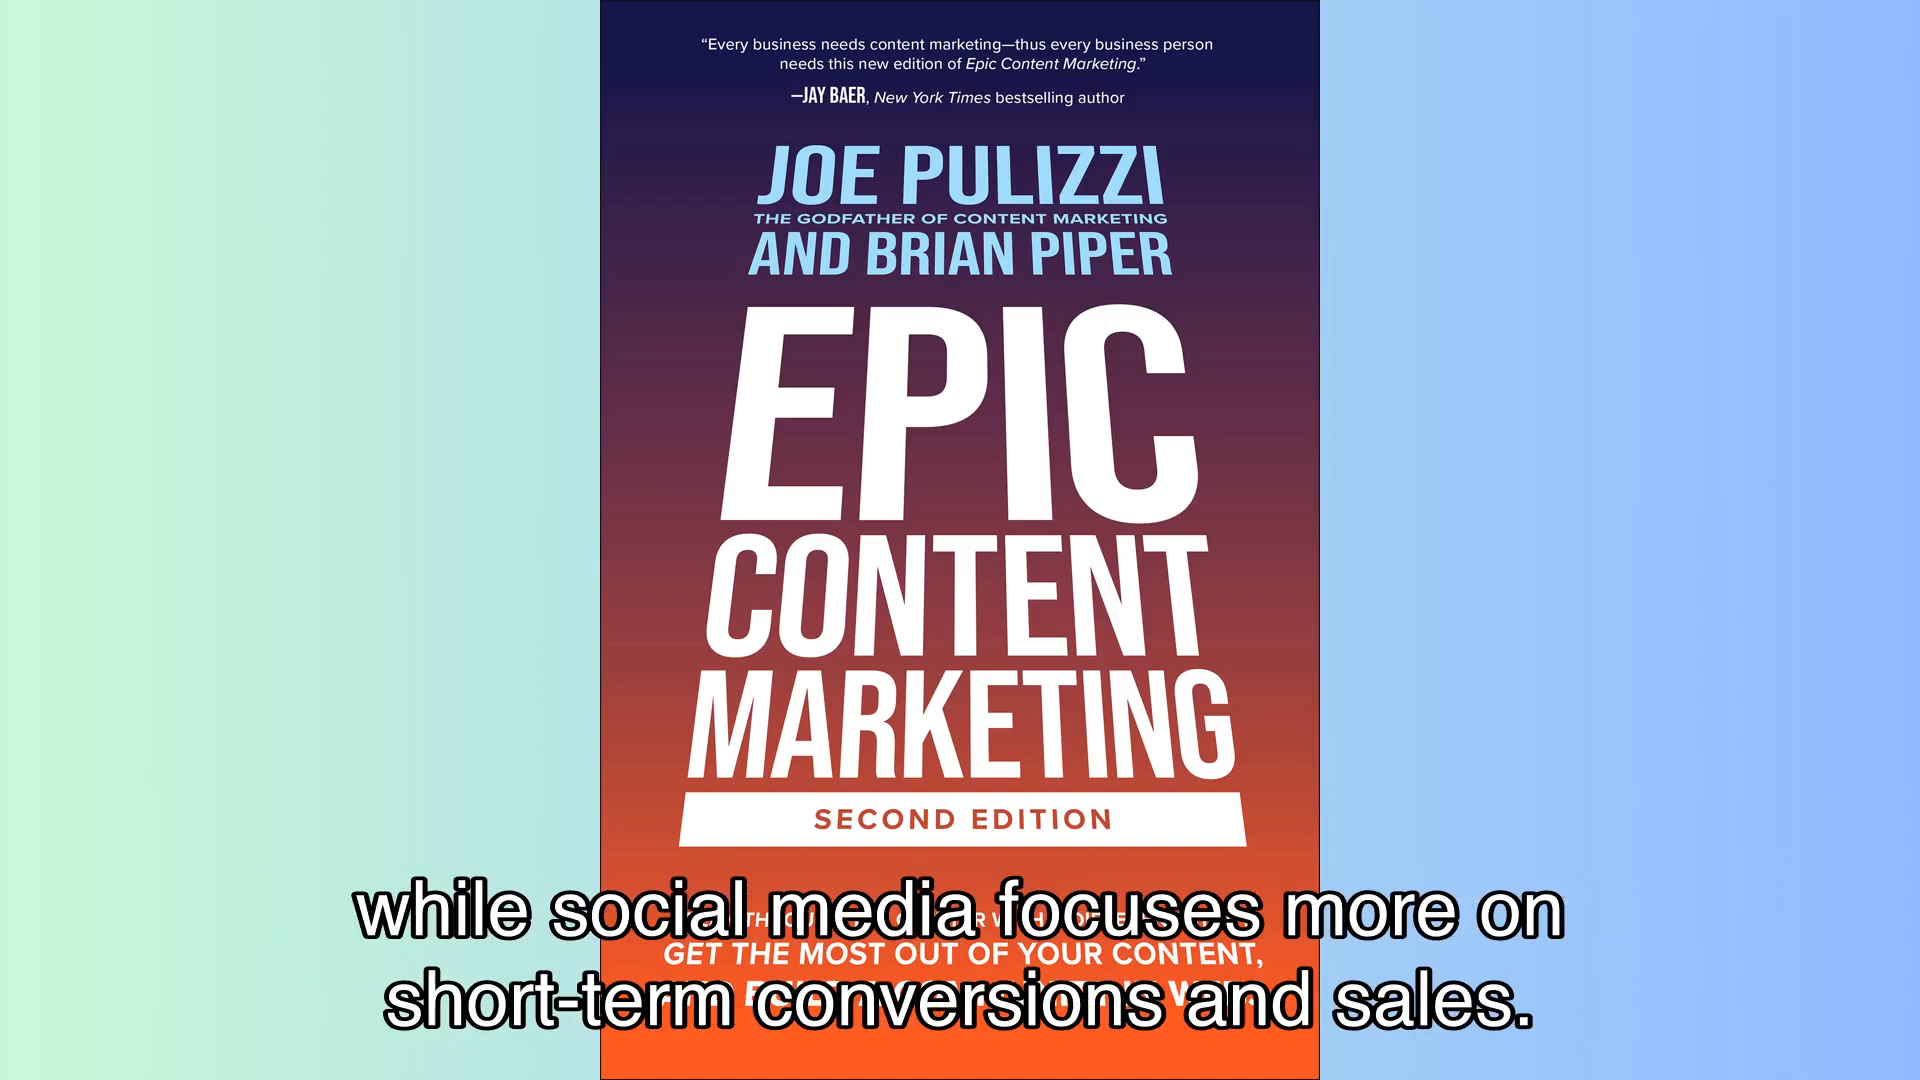 “Every business needs content marketing—thus every business person
needs this new edition of Epic Content Marketing.”
—JAY BAER, New York Times bestselling author
JOE PULIZZI
THE GODFATHER OF CONTENT MARKETING
AND BRIAN PIPER
EPIC
CONTENT
MARKETING
SECOND EDITION
GET THE MOST OUT OF YOUR CONTENT,
while social media focuses more on
short-term conversions and sales.